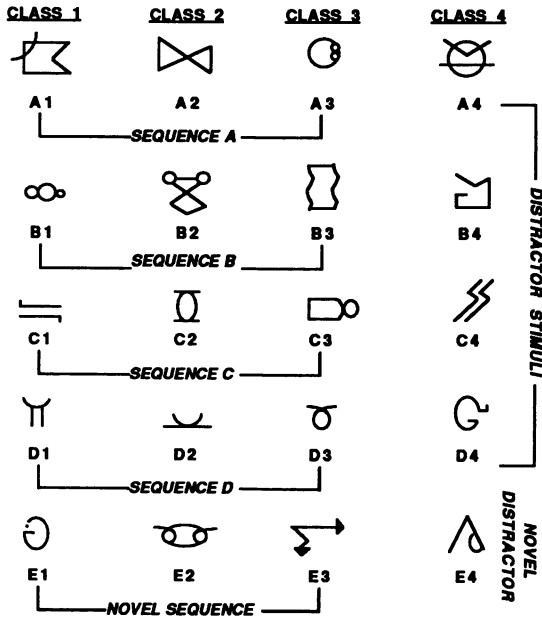 CLASS 1 CLASS 2 CLASS 3 CLASS 4
A1 A2 A3 A4
SEQUENCE A
B1 B2 B3 B4
SEQUENCE B
C1 C2 C3 C4
SEQUENCE C
D1 D2 D3 D4
SEQUENCE D
DISTRACTOR STIMULI
E1 E2 E3 E4
NOVEL SEQUENCE
NOVEL
DISTRACTOR